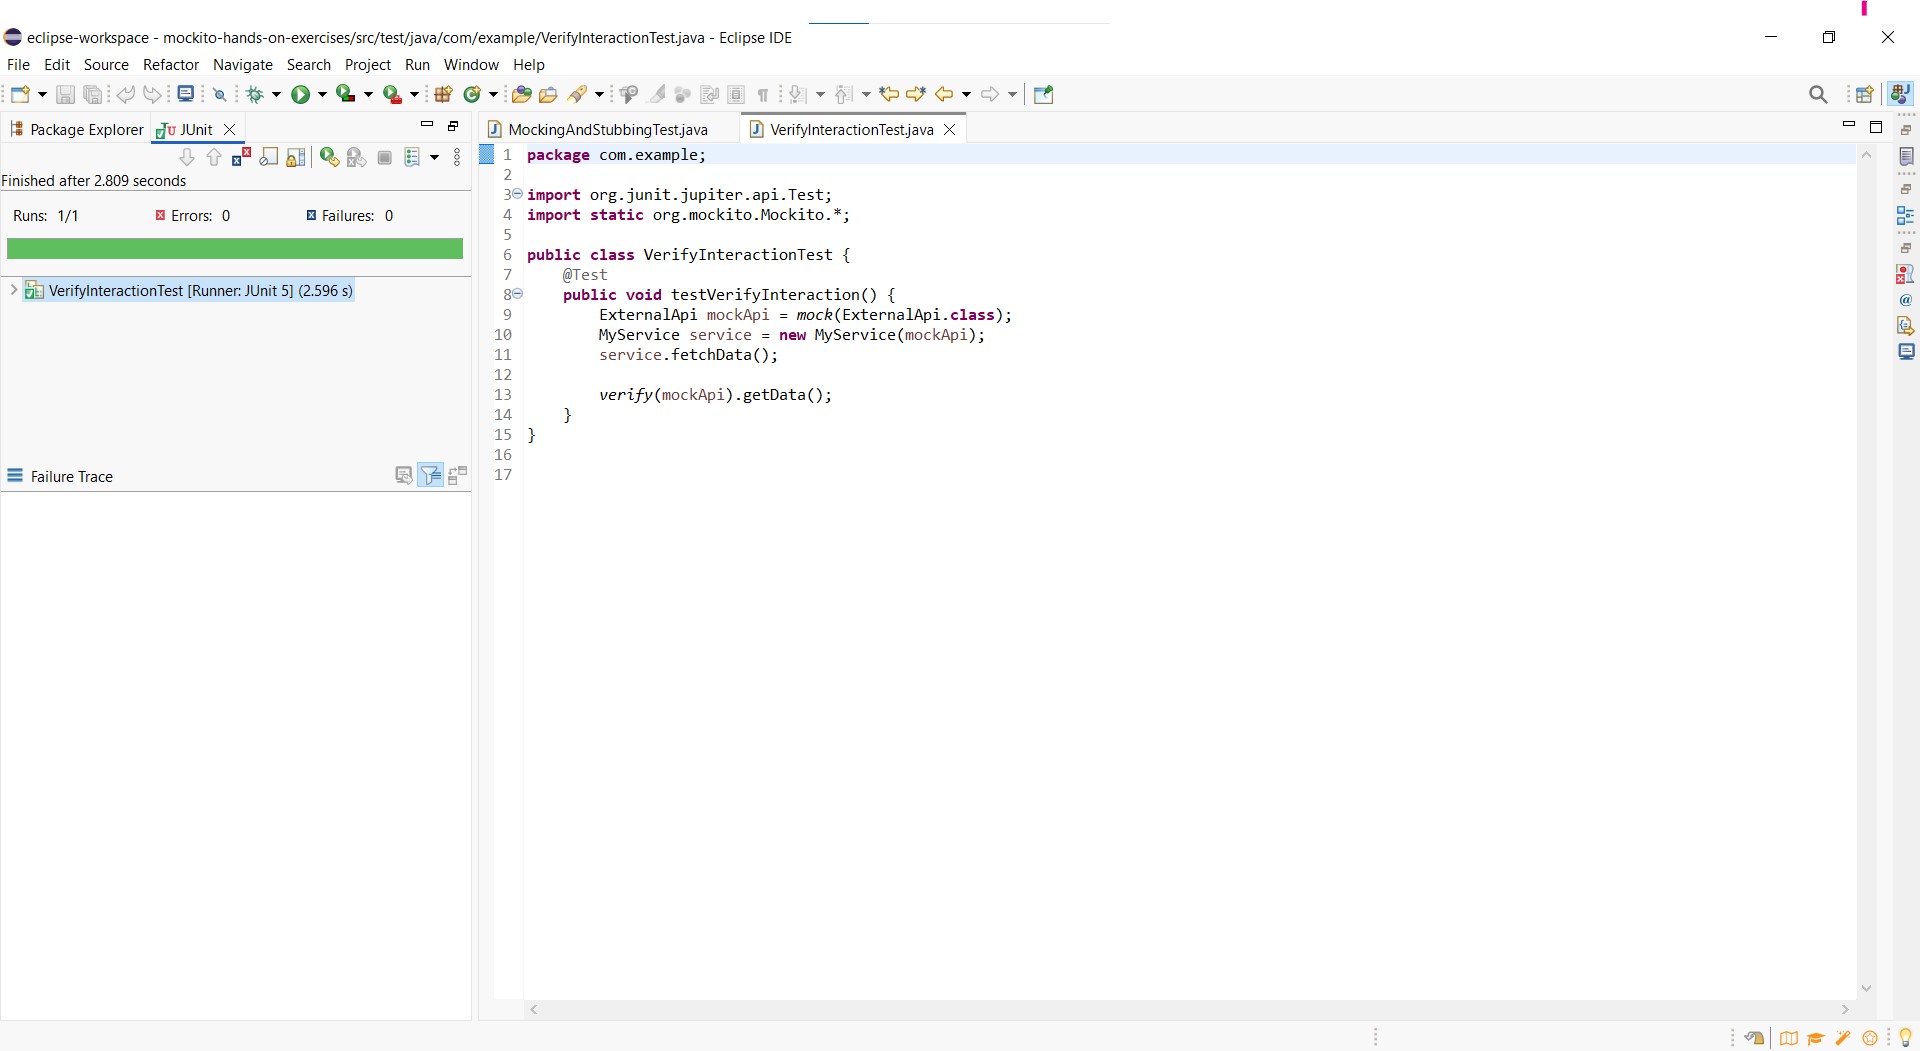 eclipse-workspace - mockito-hands-on-exercises/src/test/java/com/example/VerifyInteractionTest.java - Eclipse IDE
File Edit Source Refactor Navigate Search Project Run Window Help
Package Explorer JUnit
Finished after 2.809 seconds
Runs: 1/1 Errors: 0 Failures: 0
VerifyInteractionTest [Runner: JUnit 5] (2.596 s)
Failure Trace
MockingAndStubbingTest.java VerifyInteractionTest.java
1 package com.example;
2
3 import org.junit.jupiter.api.Test;
4 import static org.mockito.Mockito.*;
5
6 public class VerifyInteractionTest {
7 @Test
8 public void testVerifyInteraction() {
9 ExternalApi mockApi = mock(ExternalApi.class);
10 MyService service = new MyService(mockApi);
11 service.fetchData();
12
13 verify(mockApi).getData();
14 }
15 }
16
17